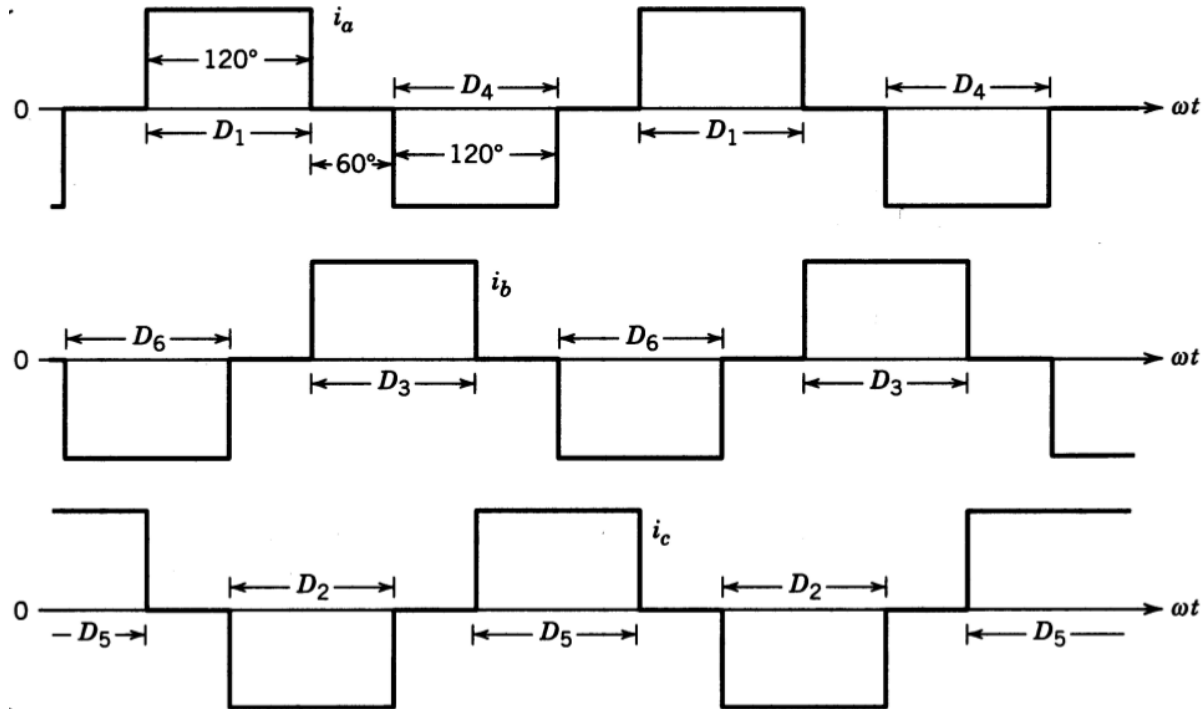 i_a
120°
D_4
D_4
0
ωt
D_1
D_1
60°
120°
i_b
D_6
D_6
0
ωt
D_3
D_3
i_c
D_2
D_2
0
ωt
D_5
D_5
D_5